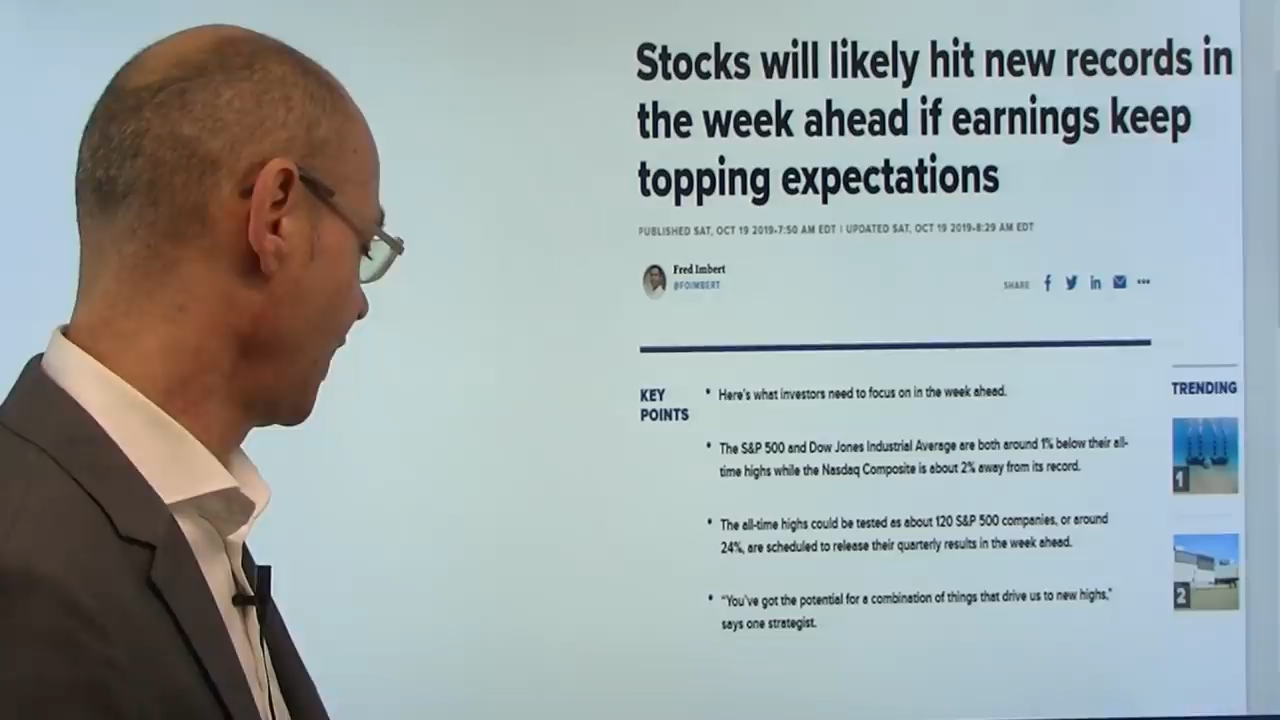 Stocks will likely hit new records in
the week ahead if earnings keep
topping expectations
PUBLISHED SAT, OCT 19 2019-7:50 AM EDT | UPDATED SAT, OCT 19 2019-8:29 AM EDT
Fred Imbert
@FOIMBERT
SHARE
KEY
POINTS
• Here's what investors need to focus on in the week ahead.
• The S&P 500 and Dow Jones Industrial Average are both around 1% below their all-
time highs while the Nasdaq Composite is about 2% away from its record.
• The all-time highs could be tested as about 120 S&P 500 companies, or around
24%, are scheduled to release their quarterly results in the week ahead.
• “You've got the potential for a combination of things that drive us to new highs,”
says one strategist.
TRENDING
1
2